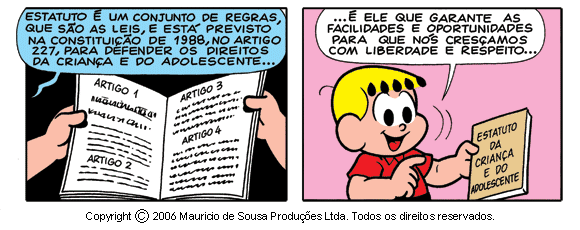 ESTATUTO É UM CONJUNTO DE REGRAS,
QUE SÃO AS LEIS, E ESTÁ PREVISTO
NA CONSTITUIÇÃO DE 1988, NO ARTIGO
227, PARA DEFENDER OS DIREITOS
DA CRIANÇA E DO ADOLESCENTE...
ARTIGO 1
ARTIGO 2
ARTIGO 3
ARTIGO 4
...É ELE QUE GARANTE AS
FACILIDADES E OPORTUNIDADES
PARA QUE NÓS CRESÇAMOS
COM LIBERDADE E RESPEITO...
ESTATUTO
DA
CRIANÇA
E DO
ADOLESCENTE
Copyright © 2006 Mauricio de Sousa Produções Ltda. Todos os direitos reservados.